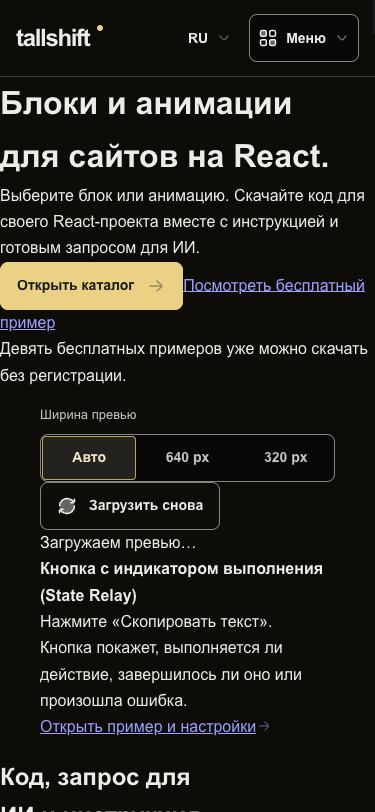 tallshift
RU
Меню
Блоки и анимации
для сайтов на React.
Выберите блок или анимацию. Скачайте код для
своего React-проекта вместе с инструкцией и
готовым запросом для ИИ.
Открыть каталог
Посмотреть бесплатный
пример
Девять бесплатных примеров уже можно скачать
без регистрации.
Ширина превью
Авто 640 px 320 px
Загрузить снова
Загружаем превью…
Кнопка с индикатором выполнения
(State Relay)
Нажмите «Скопировать текст».
Кнопка покажет, выполняется ли
действие, завершилось ли оно или
произошла ошибка.
Открыть пример и настройки
Код, запрос для
ИИ и инструкция